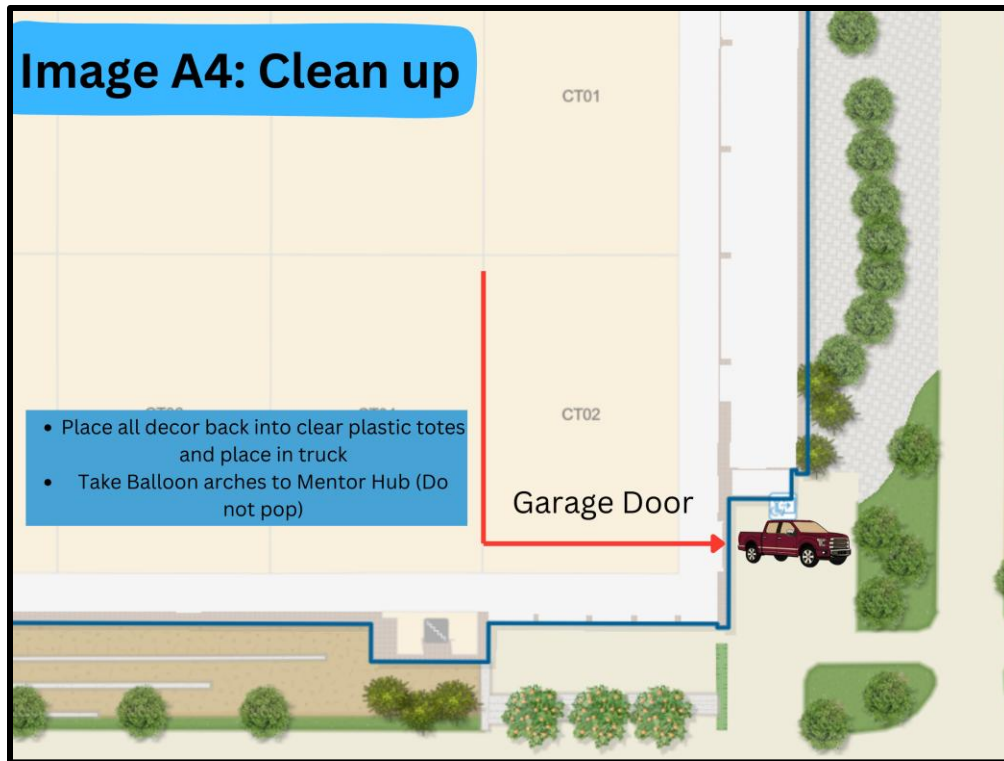 Image A4: Clean up
CT01
CT02
• Place all decor back into clear plastic totes
and place in truck
• Take Balloon arches to Mentor Hub (Do
not pop)
Garage Door